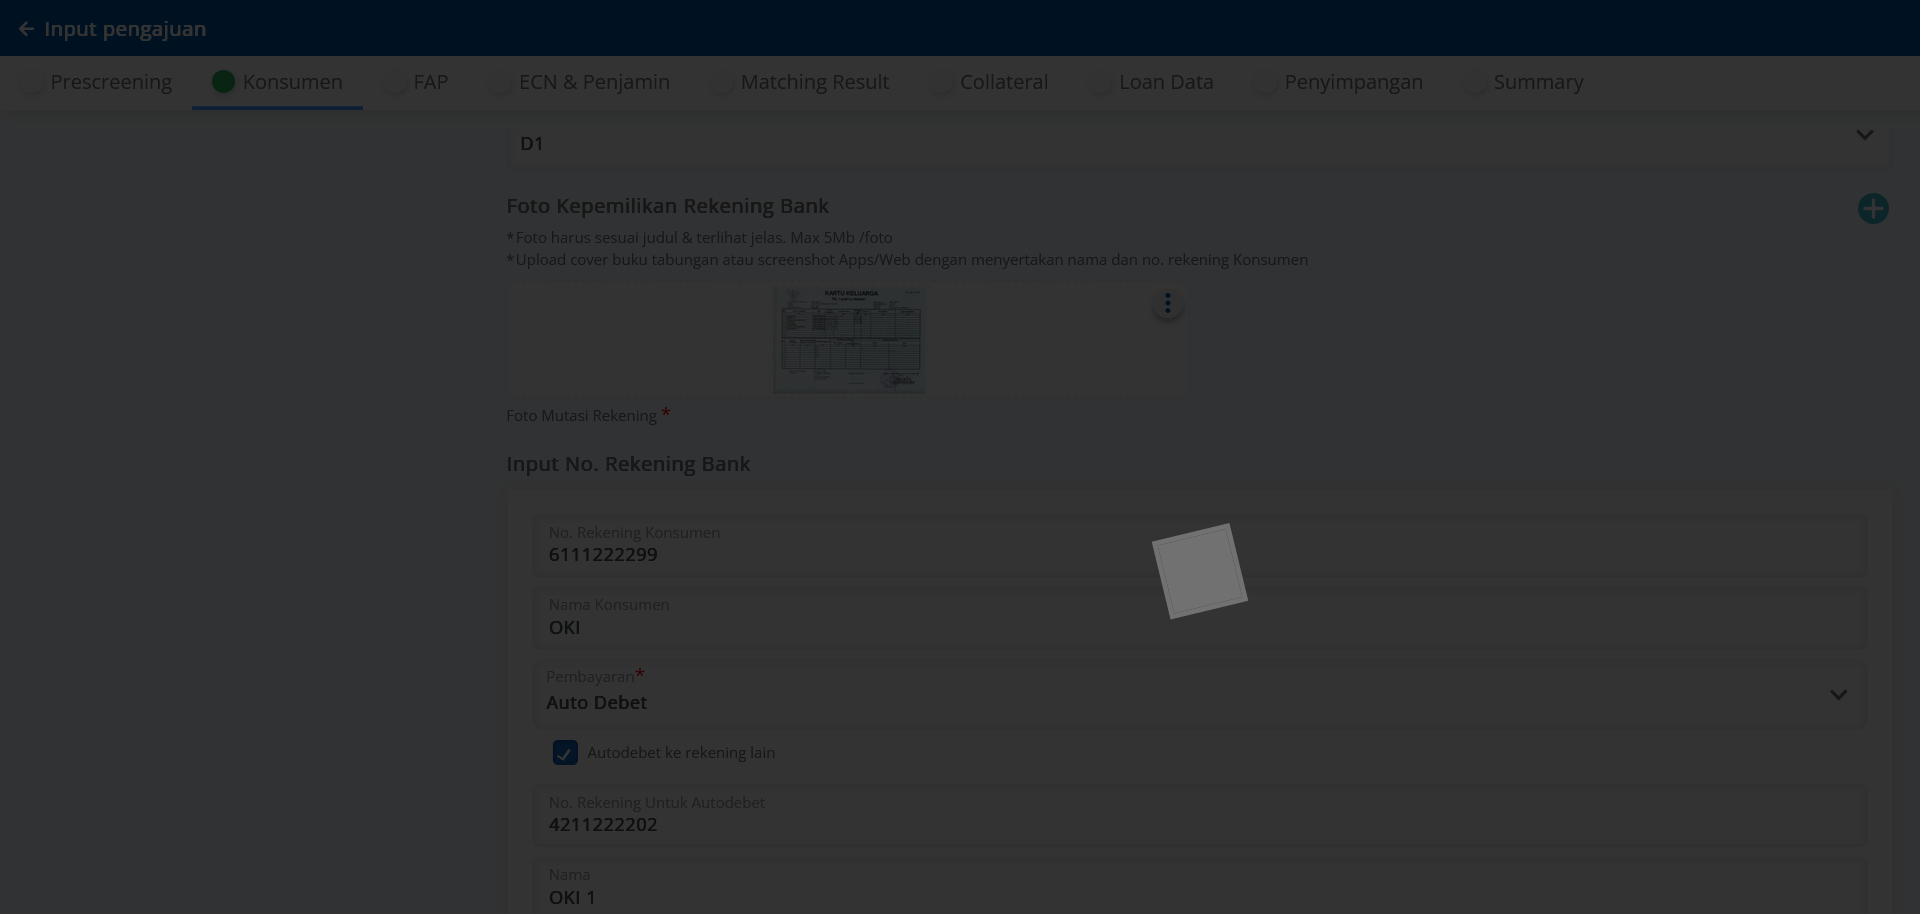 Input pengajuan
Prescreening Konsumen FAP ECN & Penjamin Matching Result Collateral Loan Data Penyimpangan Summary
D1
Foto Kepemilikan Rekening Bank
*Foto harus sesuai judul & terlihat jelas. Max 5Mb /foto
*Upload cover buku tabungan atau screenshot Apps/Web dengan menyertakan nama dan no. rekening Konsumen
KARTU KELUARGA
Foto Mutasi Rekening *
Input No. Rekening Bank
No. Rekening Konsumen
6111222299
Nama Konsumen
OKI
Pembayaran*
Auto Debet
Autodebet ke rekening lain
No. Rekening Untuk Autodebet
4211222202
Nama
OKI 1